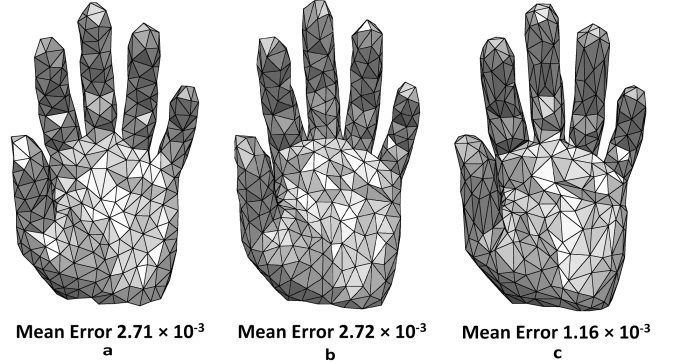 Mean Error 2.71 × 10⁻³
a
Mean Error 2.72 × 10⁻³
b
Mean Error 1.16 × 10⁻³
c